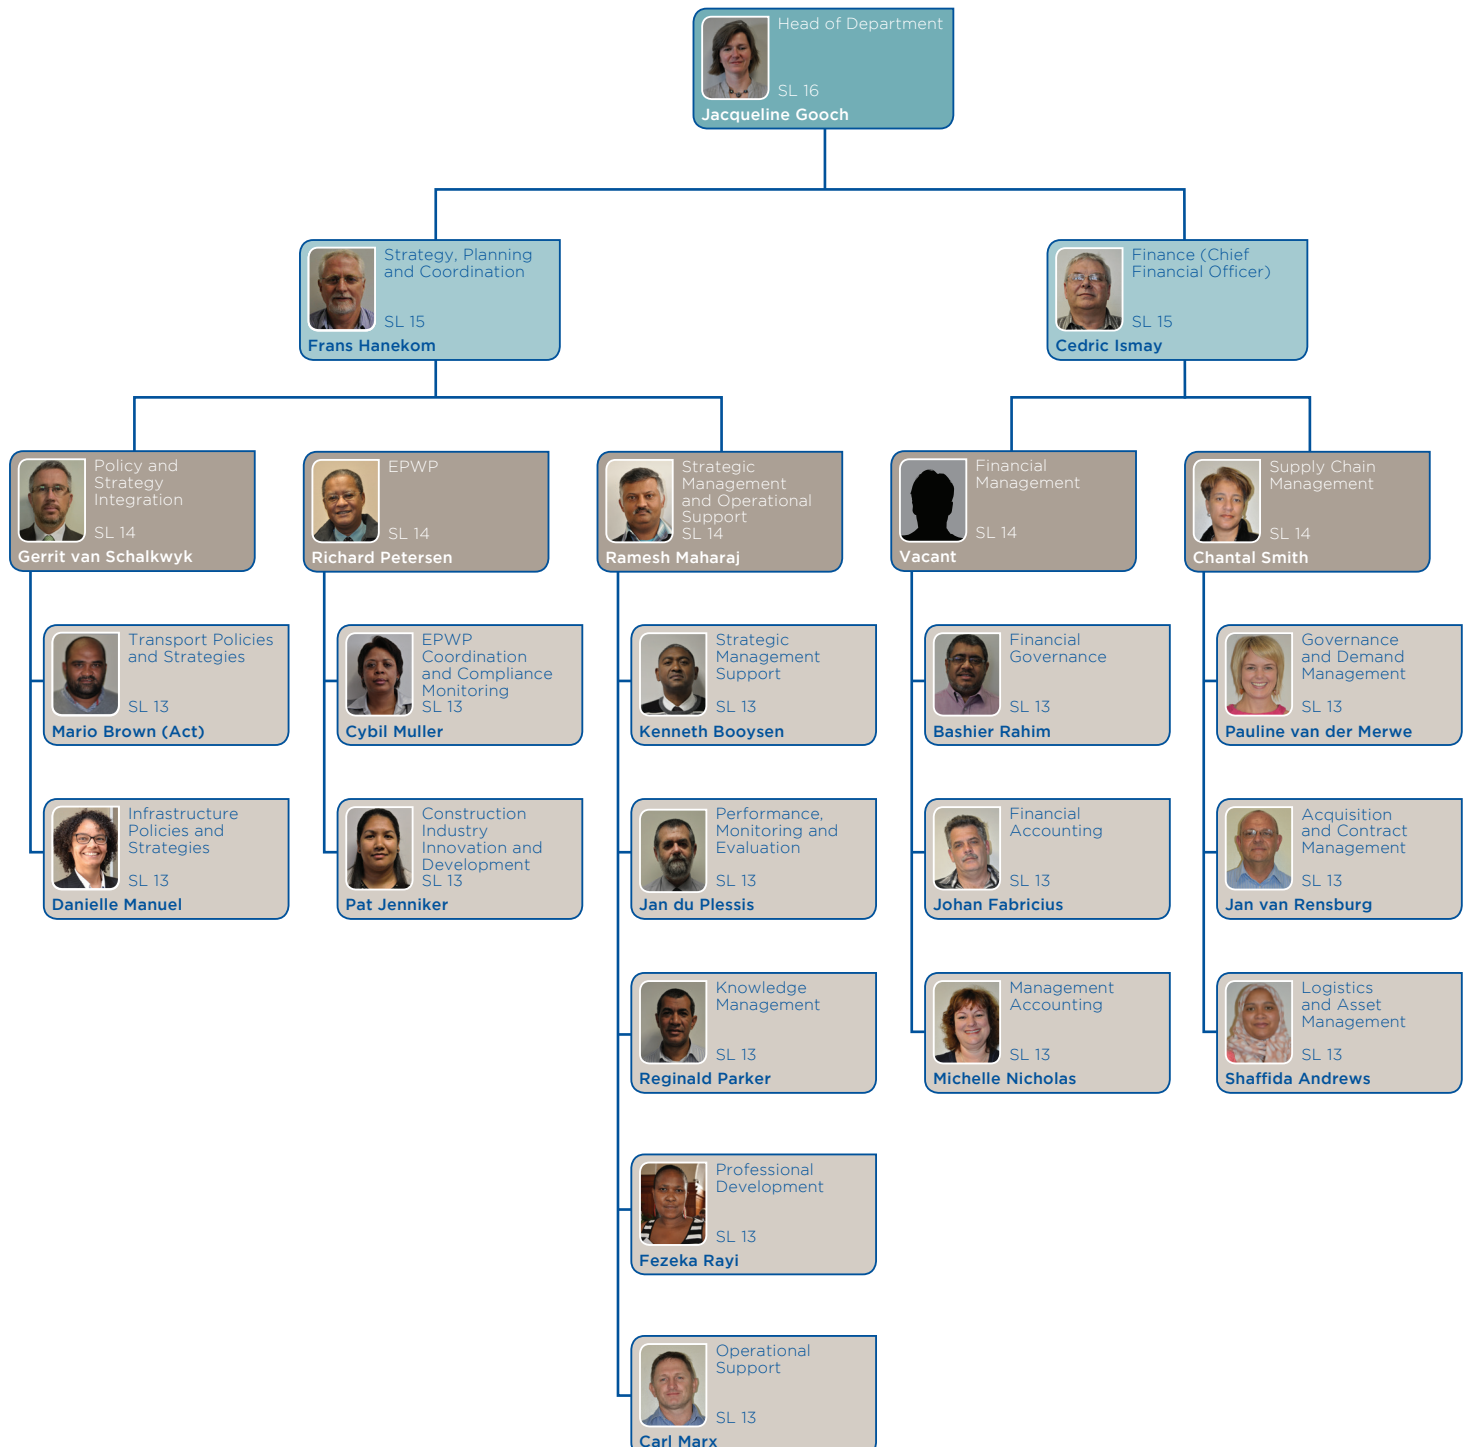 Head of Department
SL 16
Jacqueline Gooch
Strategy, Planning
and Coordination
SL 15
Frans Hanekom
Finance (Chief
Financial Officer)
SL 15
Cedric Ismay
Policy and
Strategy
Integration
SL 14
Gerrit van Schalkwyk
EPWP
SL 14
Richard Petersen
Strategic
Management
and Operational
Support
SL 14
Ramesh Maharaj
Financial
Management
SL 14
Vacant
Supply Chain
Management
SL 14
Chantal Smith
Transport Policies
and Strategies
SL 13
Mario Brown (Act)
EPWP
Coordination
and Compliance
Monitoring
SL 13
Cybil Muller
Strategic
Management
Support
SL 13
Kenneth Booysen
Financial
Governance
SL 13
Bashier Rahim
Governance
and Demand
Management
SL 13
Pauline van der Merwe
Infrastructure
Policies and
Strategies
SL 13
Danielle Manuel
Construction
Industry
Innovation and
Development
SL 13
Pat Jenniker
Performance,
Monitoring and
Evaluation
SL 13
Jan du Plessis
Financial
Accounting
SL 13
Johan Fabricius
Acquisition
and Contract
Management
SL 13
Jan van Rensburg
Knowledge
Management
SL 13
Reginald Parker
Management
Accounting
SL 13
Michelle Nicholas
Logistics
and Asset
Management
SL 13
Shaffida Andrews
Professional
Development
SL 13
Fezeka Rayi
Operational
Support
SL 13
Carl Marx